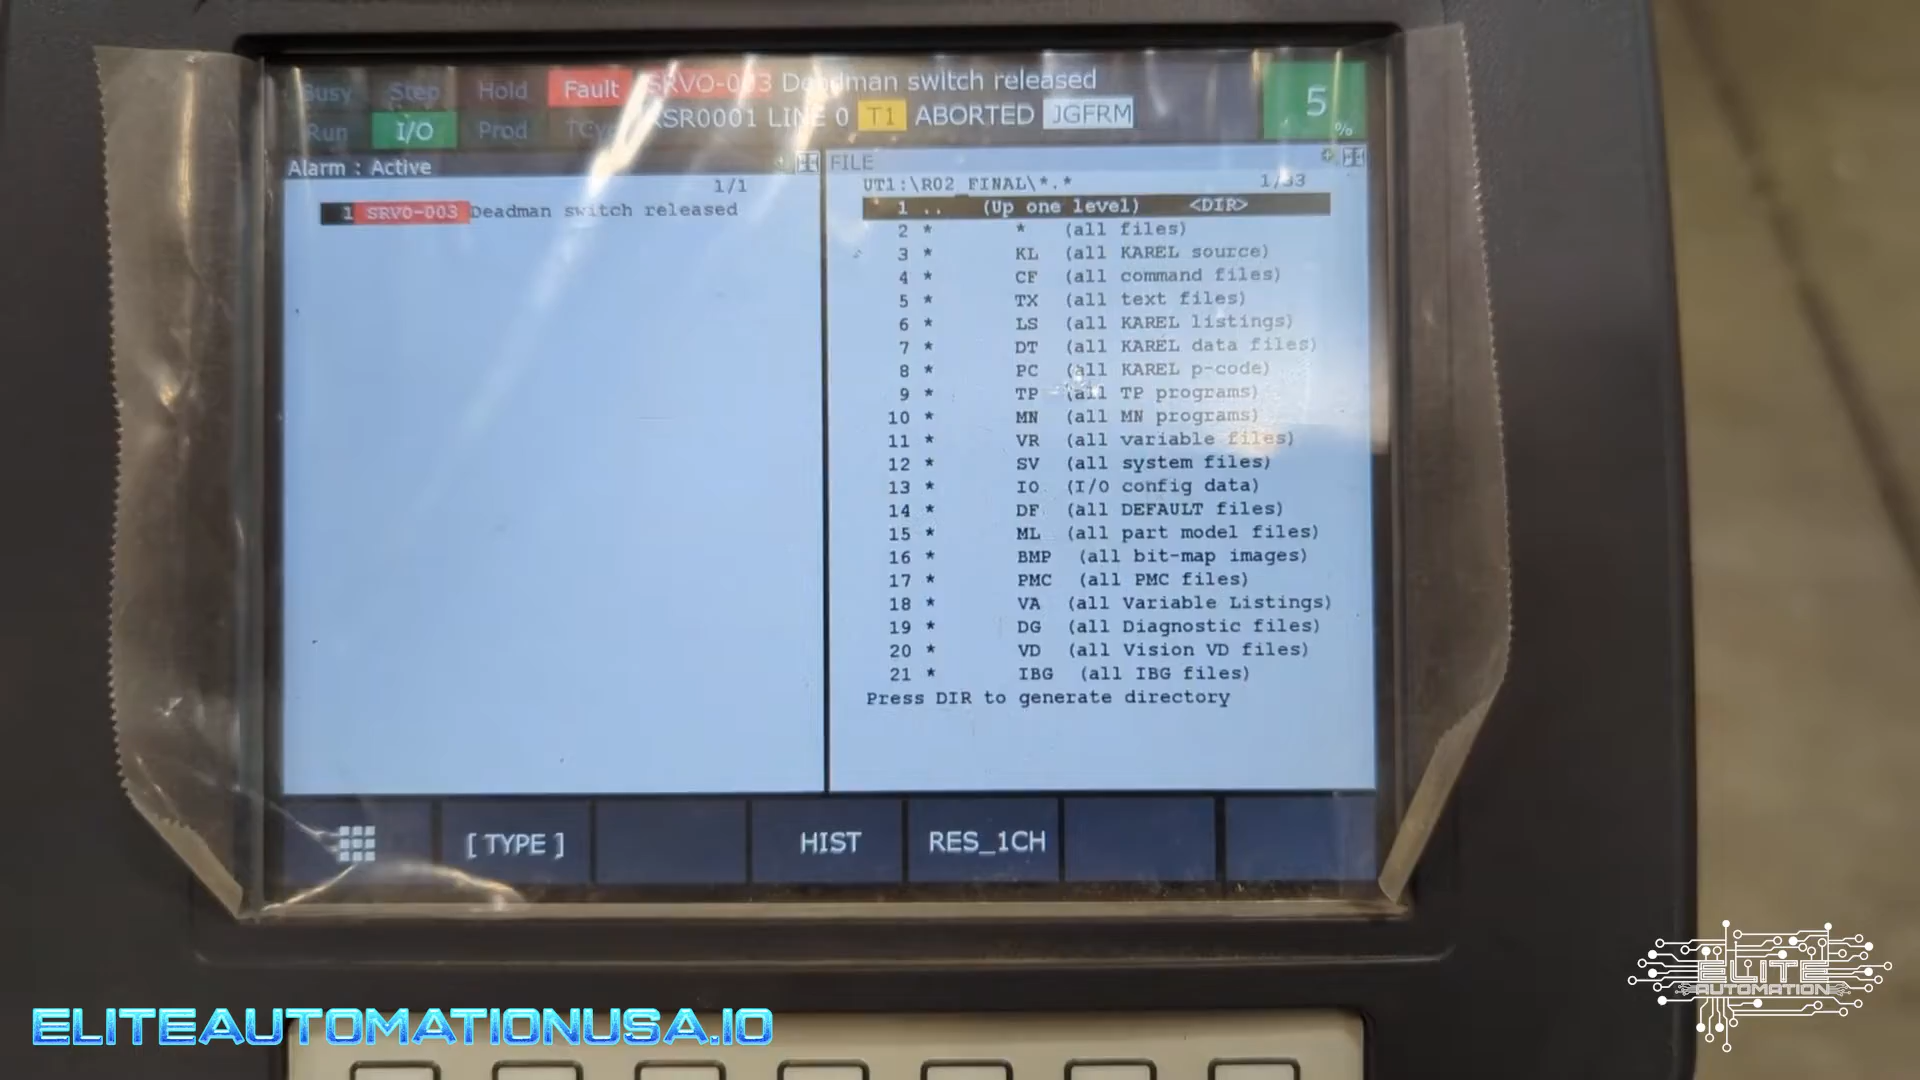 Busy Step Hold Fault SRVO-003 Deadman switch released
Run I/O Prod TCyc RSR0001 LINE 0 T1 ABORTED JGFRM
5 %
Alarm : Active
1/1
1 SRVO-003 Deadman switch released
FILE
UT1:\R02_FINAL\*.* 1/33
1 .. (Up one level) <DIR>
2 * * (all files)
3 * KL (all KAREL source)
4 * CF (all command files)
5 * TX (all text files)
6 * LS (all KAREL listings)
7 * DT (all KAREL data files)
8 * PC (all KAREL p-code)
9 * TP (all TP programs)
10 * MN (all MN programs)
11 * VR (all variable files)
12 * SV (all system files)
13 * IO (I/O config data)
14 * DF (all DEFAULT files)
15 * ML (all part model files)
16 * BMP (all bit-map images)
17 * PMC (all PMC files)
18 * VA (all Variable Listings)
19 * DG (all Diagnostic files)
20 * VD (all Vision VD files)
21 * IBG (all IBG files)
Press DIR to generate directory
[ TYPE ] HIST RES_1CH
ELITEAUTOMATIONUSA.IO
ELITE
AUTOMATION